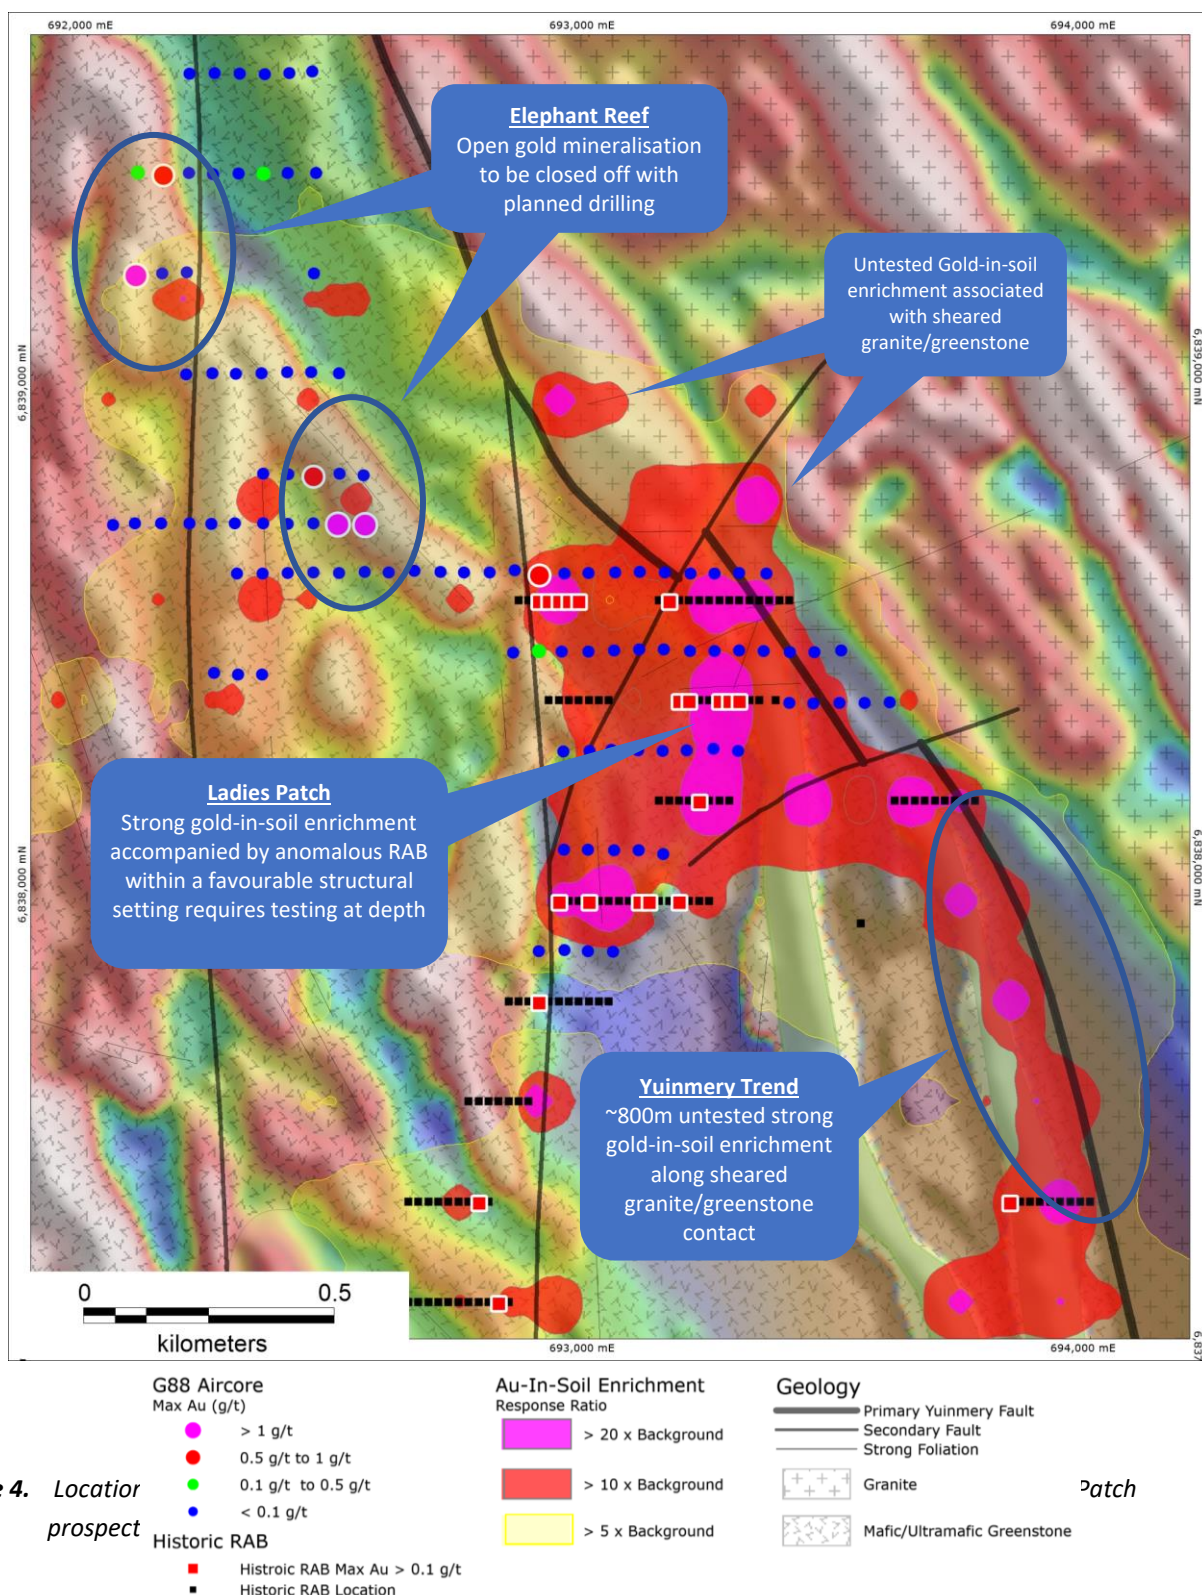 692,000 mE
693,000 mE
694,000 mE
Elephant Reef
Open gold mineralisation
to be closed off with
planned drilling
Untested Gold-in-soil
enrichment associated
with sheared
granite/greenstone
6,839,000 mN
6,839,000 mN
Ladies Patch
Strong gold-in-soil enrichment
accompanied by anomalous RAB
within a favourable structural
setting requires testing at depth
6,838,000 mN
6,838,000 mN
Yuinmery Trend
~800m untested strong
gold-in-soil enrichment
along sheared
granite/greenstone
contact
0 0.5
kilometers
693,000 mE
694,000 mE
6,837
G88 Aircore
Max Au (g/t)
> 1 g/t
0.5 g/t to 1 g/t
0.1 g/t to 0.5 g/t
< 0.1 g/t
Historic RAB
Histroic RAB Max Au > 0.1 g/t
Historic RAB Location
Au-In-Soil Enrichment
Response Ratio
> 20 x Background
> 10 x Background
> 5 x Background
Geology
Primary Yuinmery Fault
Secondary Fault
Strong Foliation
Granite
Mafic/Ultramafic Greenstone
e 4. Location Patch
prospect